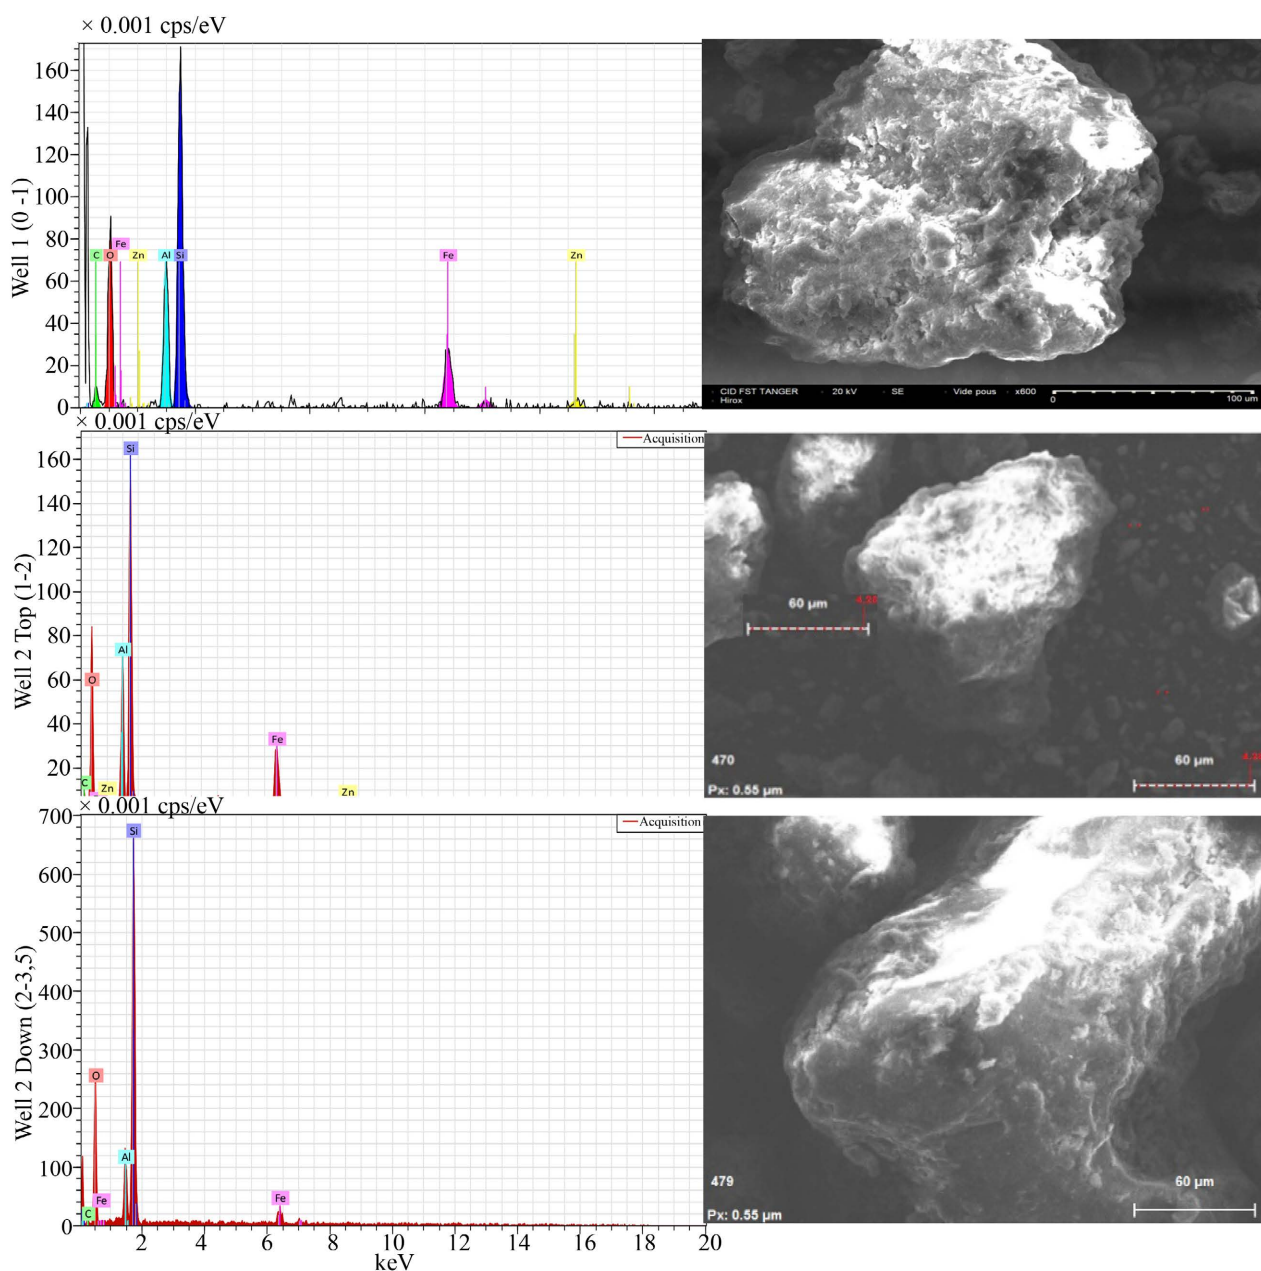 × 0.001 cps/eV
Well 1 (0 -1)
160
140
120
100
80
60
40
20
0
C
O
Fe
Zn
Al
Si
Fe
Zn
CID FST TANGER
20 kV
SE
Vide pous
x600
Hirox
0
100 um
× 0.001 cps/eV
Well 2 Top (1-2)
160
140
120
100
80
60
40
20
Acquisition
Si
Al
O
C
Zn
Fe
Zn
60 µm
470
Px: 0.55 µm
60 µm
× 0.001 cps/eV
Well 2 Down (2-3,5)
700
600
500
400
300
200
100
0
Acquisition
Si
O
Al
Fe
C
Fe
2
4
6
8
10
12
14
16
18
20
keV
479
Px: 0.55 µm
60 µm